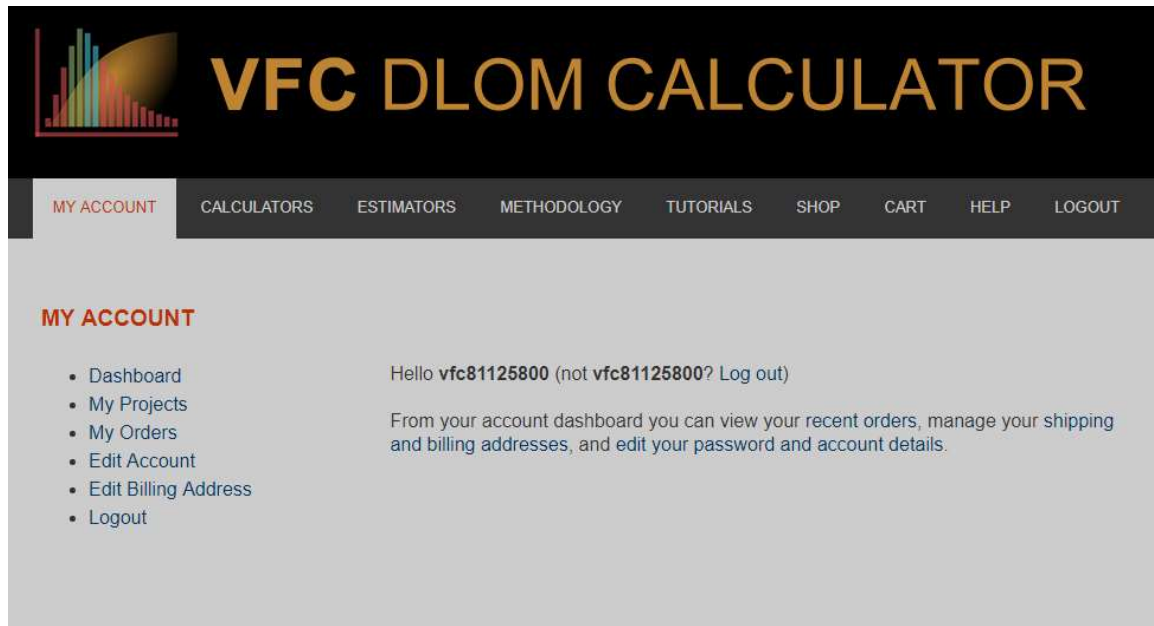 VFC DLOM CALCULATOR
MY ACCOUNT CALCULATORS ESTIMATORS METHODOLOGY TUTORIALS SHOP CART HELP LOGOUT
MY ACCOUNT
Dashboard
My Projects
My Orders
Edit Account
Edit Billing Address
Logout
Hello vfc81125800 (not vfc81125800? Log out)
From your account dashboard you can view your recent orders, manage your shipping
and billing addresses, and edit your password and account details.